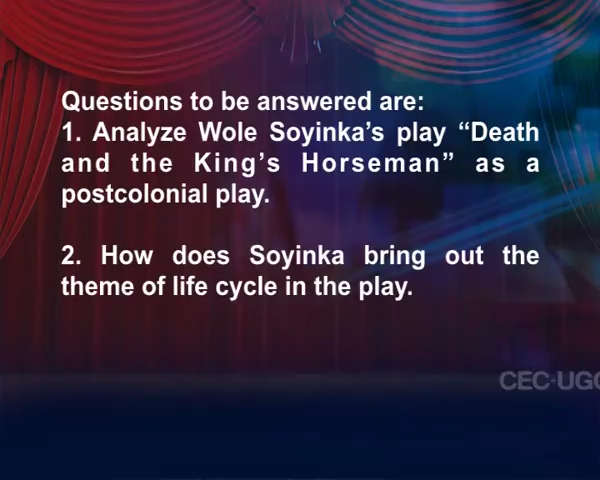 Questions to be answered are:
1. Analyze Wole Soyinka's play “Death
and the King's Horseman” as a
postcolonial play.
2. How does Soyinka bring out the
theme of life cycle in the play.
CEC-UGC